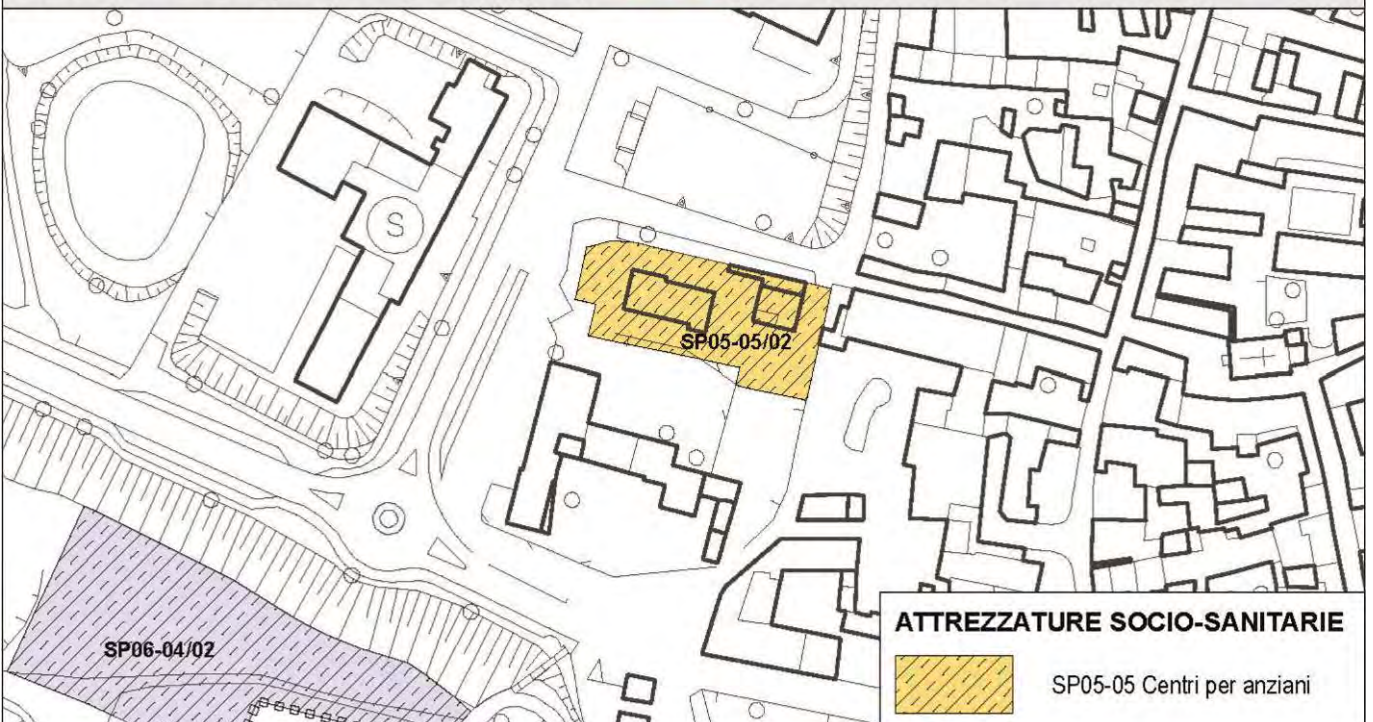 S
SP05-05/02
SP06-04/02
ATTREZZATURE SOCIO-SANITARIE
SP05-05 Centri per anziani